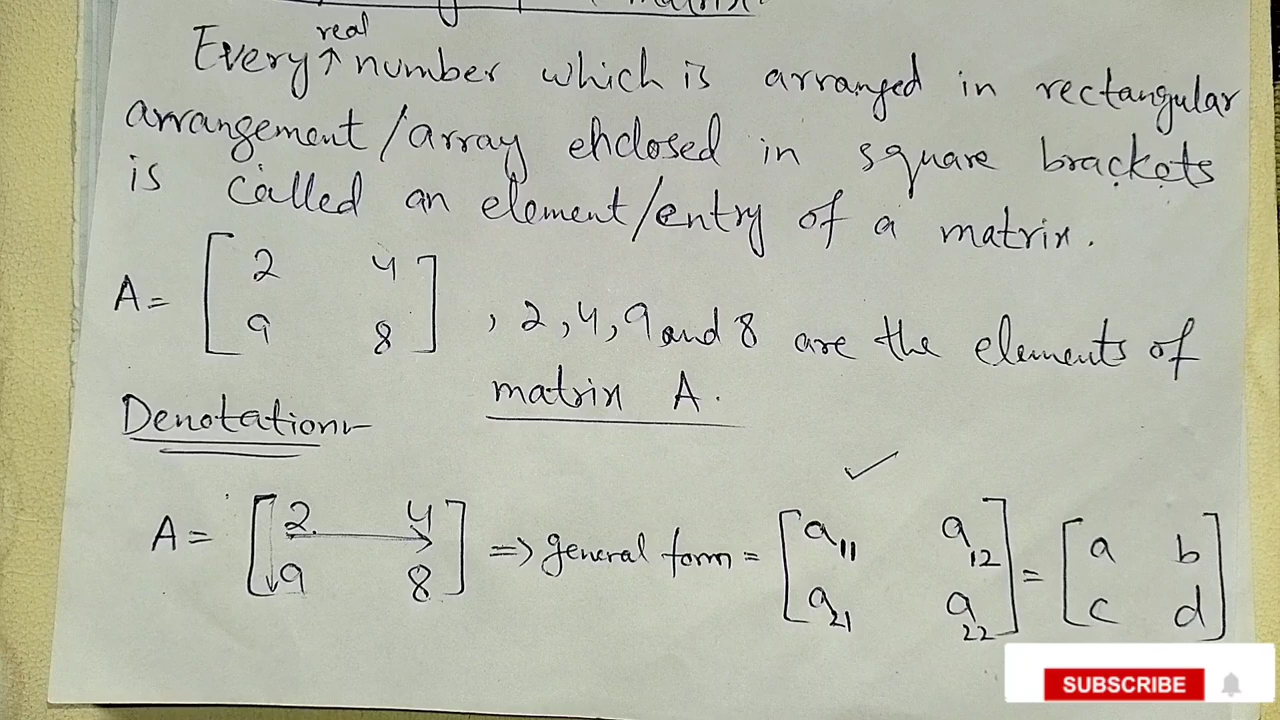 matrix.
Every ↑ real number which is arranged in rectangular
arrangement/array enclosed in square brackets
is called an element/entry of a matrix.
A = [ 2 4
9 8 ] , 2, 4, 9 and 8 are the elements of
matrix A.
Denotation:-
A = [ 2 4
9 8 ] => general form = [ a11 a12
a21 a22 ] = [ a b
c d ]
SUBSCRIBE